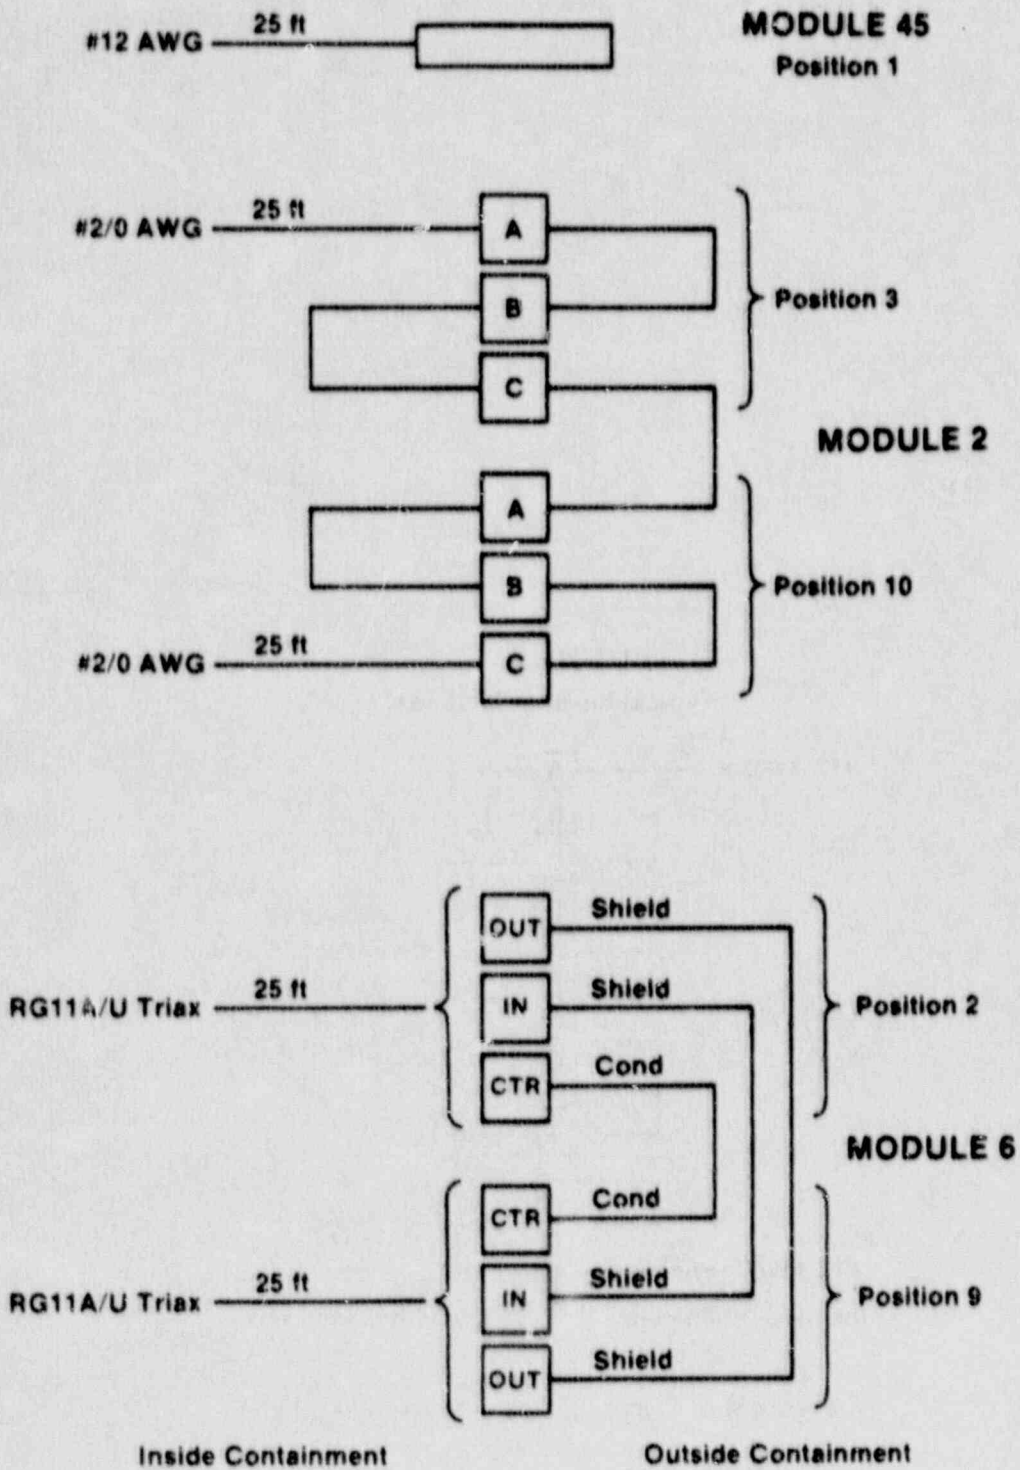 25 ft
#12 AWG
MODULE 45
Position 1
25 ft
#2/0 AWG
A
B
Position 3
C
MODULE 2
A
B
Position 10
25 ft
#2/0 AWG
C
OUT
Shield
25 ft
RG11A/U Triax
IN
Shield
Position 2
CTR
Cond
MODULE 6
CTR
Cond
25 ft
RG11A/U Triax
IN
Shield
Position 9
OUT
Shield
Inside Containment
Outside Containment